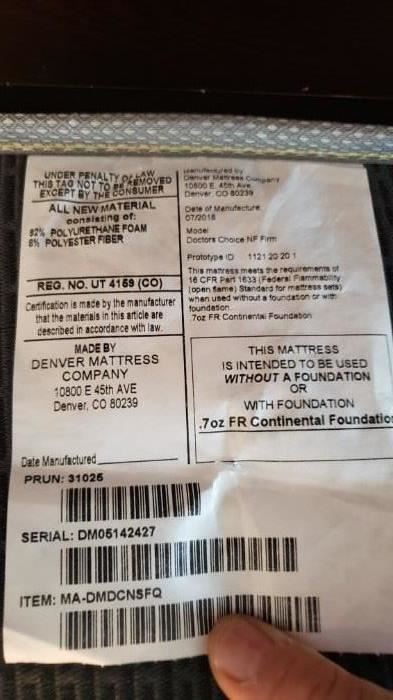 UNDER PENALTY OF LAW
THIS TAG NOT TO BE REMOVED
EXCEPT BY THE CONSUMER
ALL NEW MATERIAL
consisting of:
92% POLYURETHANE FOAM
8% POLYESTER FIBER
REG. NO. UT 4159 (CO)
Certification is made by the manufacturer
that the materials in this article are
described in accordance with law.
MADE BY
DENVER MATTRESS
COMPANY
10800 E 45th AVE
Denver, CO 80239
Date Manufactured
Manufactured by
Denver Mattress Company
10800 E. 45th Ave
Denver, CO 80239
Date of Manufacture
07/2018
Model
Doctors Choice NF Firm
Prototype ID 1121 20 20 1
This mattress meets the requirements of
16 CFR Part 1633 (Federal Flammability
(open flame) Standard for mattress sets)
when used without a foundation or with
foundation
.7oz FR Continental Foundation
THIS MATTRESS
IS INTENDED TO BE USED
WITHOUT A FOUNDATION
OR
WITH FOUNDATION
.7oz FR Continental Foundation
PRUN: 31025
SERIAL: DM05142427
ITEM: MA-DMDCNSFQ